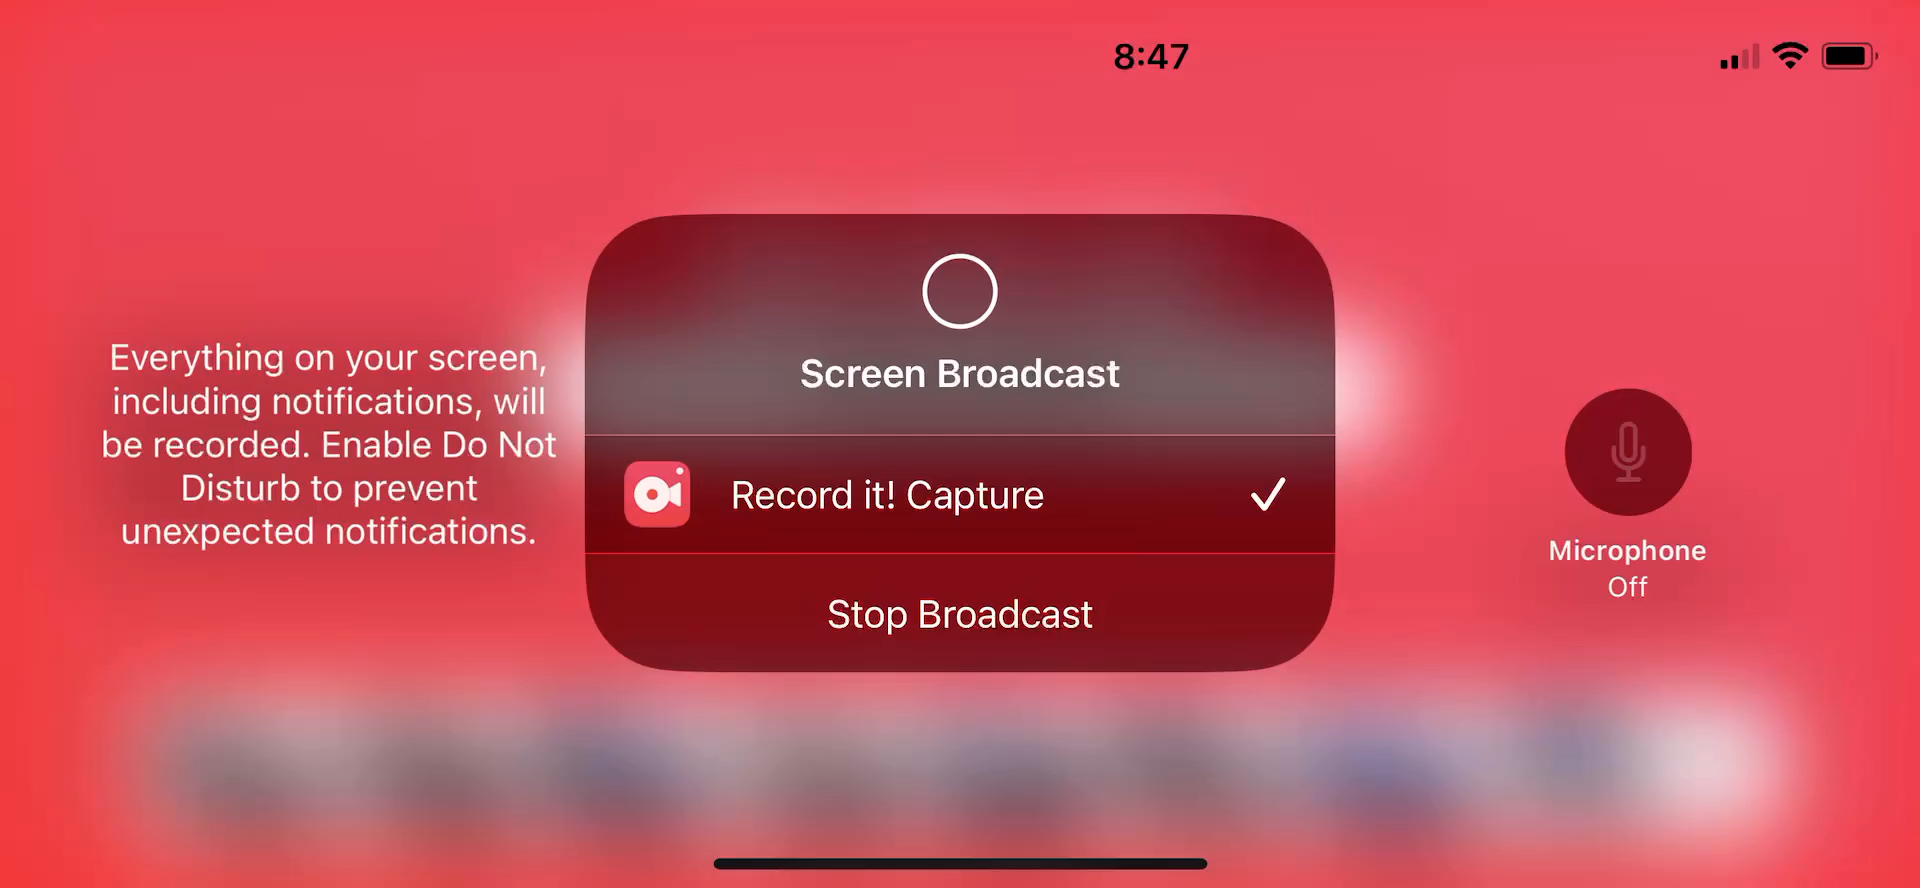 8:47
Everything on your screen,
including notifications, will
be recorded. Enable Do Not
Disturb to prevent
unexpected notifications.
Screen Broadcast
Record it! Capture
Stop Broadcast
Microphone
Off